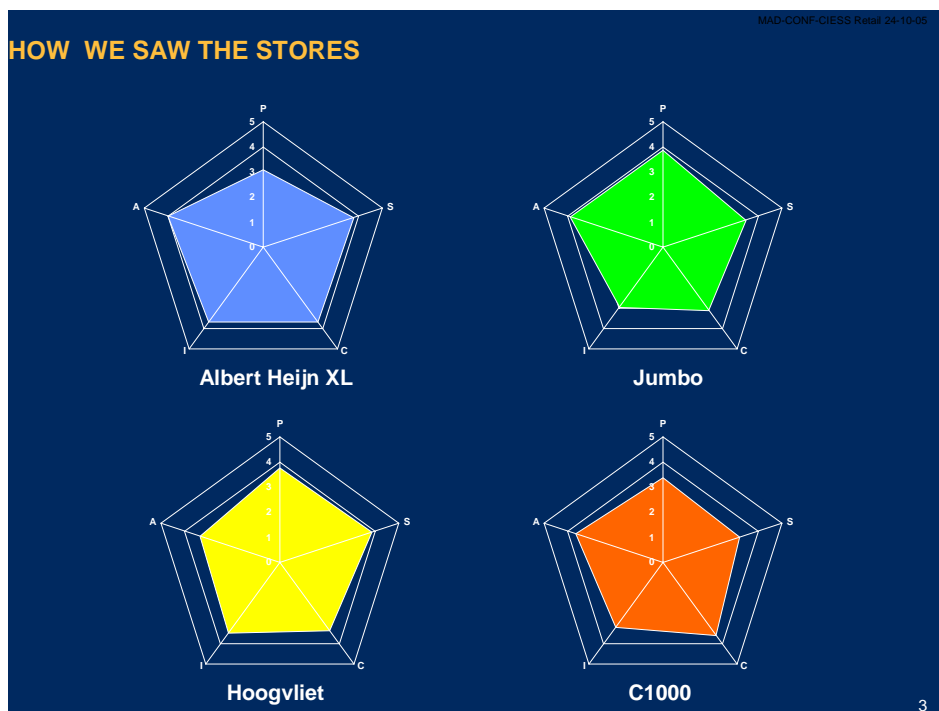 MAD-CONF-CIESS Retail 24-10-05
HOW WE SAW THE STORES
P
5
4
3
2
1
0
A
S
I
C
Albert Heijn XL
P
5
4
3
2
1
0
A
S
I
C
Jumbo
P
5
4
3
2
1
0
A
S
I
C
Hoogvliet
P
5
4
3
2
1
0
A
S
I
C
C1000
3